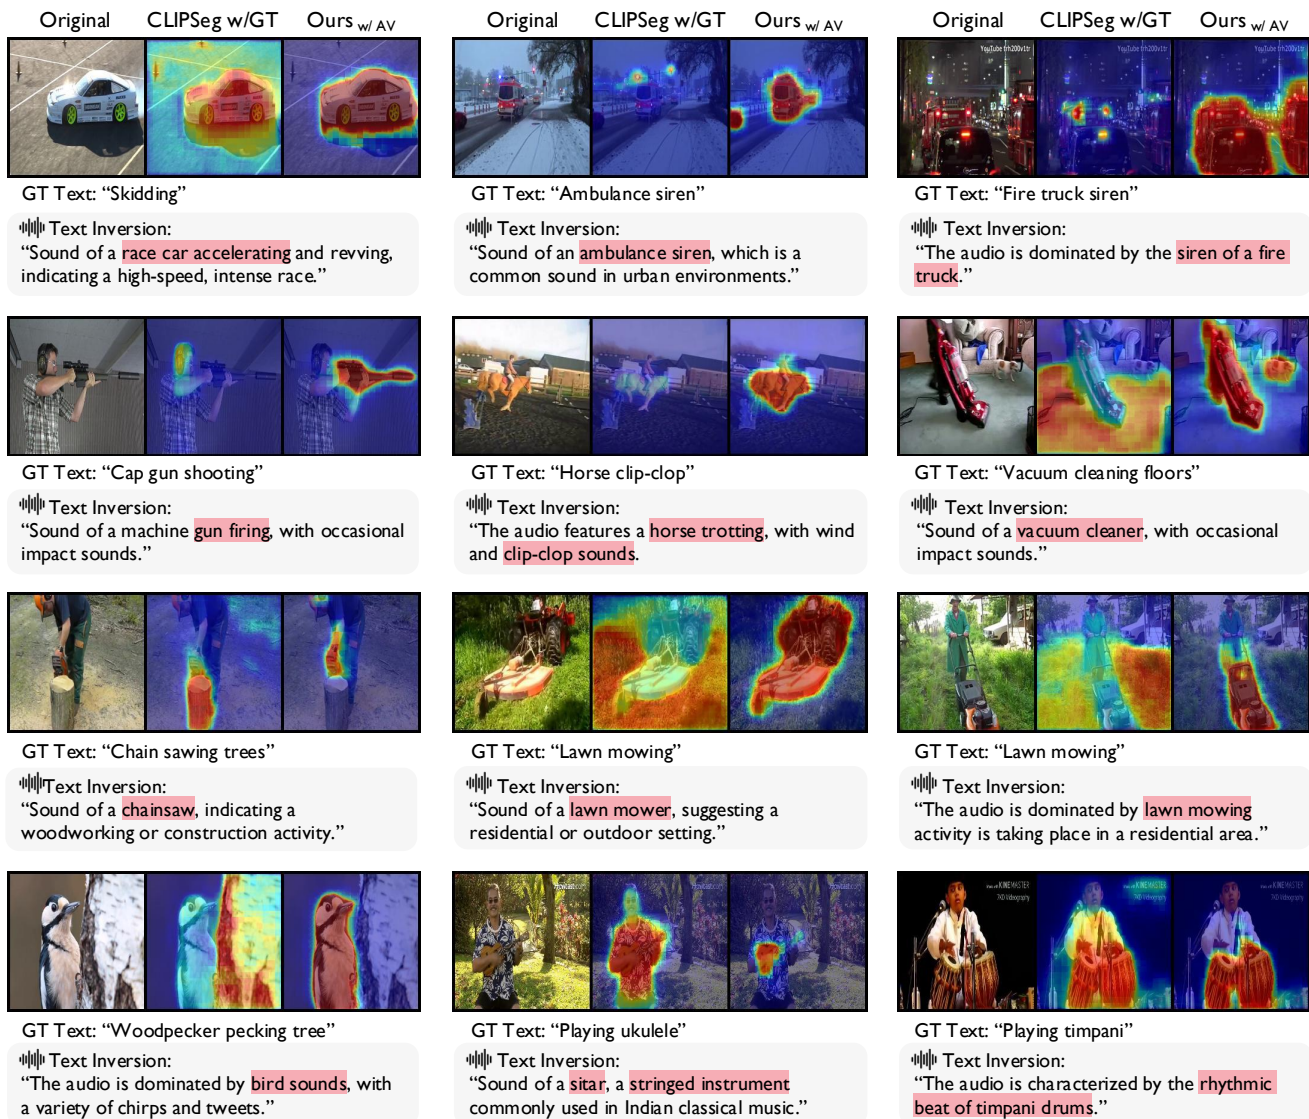 Original CLIPSeg w/GT Ours w/ AV
Original CLIPSeg w/GT Ours w/ AV
Original CLIPSeg w/GT Ours w/ AV
YouTube trh200v1tr
GT Text: “Skidding”
Text Inversion:
“Sound of a race car accelerating and revving,
indicating a high-speed, intense race.”
GT Text: “Ambulance siren”
Text Inversion:
“Sound of an ambulance siren, which is a
common sound in urban environments.”
GT Text: “Fire truck siren”
Text Inversion:
“The audio is dominated by the siren of a fire
truck.”
GT Text: “Cap gun shooting”
Text Inversion:
“Sound of a machine gun firing, with occasional
impact sounds.”
GT Text: “Horse clip-clop”
Text Inversion:
“The audio features a horse trotting, with wind
and clip-clop sounds.
GT Text: “Vacuum cleaning floors”
Text Inversion:
“Sound of a vacuum cleaner, with occasional
impact sounds.”
GT Text: “Chain sawing trees”
Text Inversion:
“Sound of a chainsaw, indicating a
woodworking or construction activity.”
GT Text: “Lawn mowing”
Text Inversion:
“Sound of a lawn mower, suggesting a
residential or outdoor setting.”
GT Text: “Lawn mowing”
Text Inversion:
“The audio is dominated by lawn mowing
activity is taking place in a residential area.”
KINEMASTER
7KD Videography
KINEMASTER
7KD Videography
KINEMASTER
7KD Videography
GT Text: “Woodpecker pecking tree”
Text Inversion:
“The audio is dominated by bird sounds, with
a variety of chirps and tweets.”
GT Text: “Playing ukulele”
Text Inversion:
“Sound of a sitar, a stringed instrument
commonly used in Indian classical music.”
GT Text: “Playing timpani”
Text Inversion:
“The audio is characterized by the rhythmic
beat of timpani drums.”